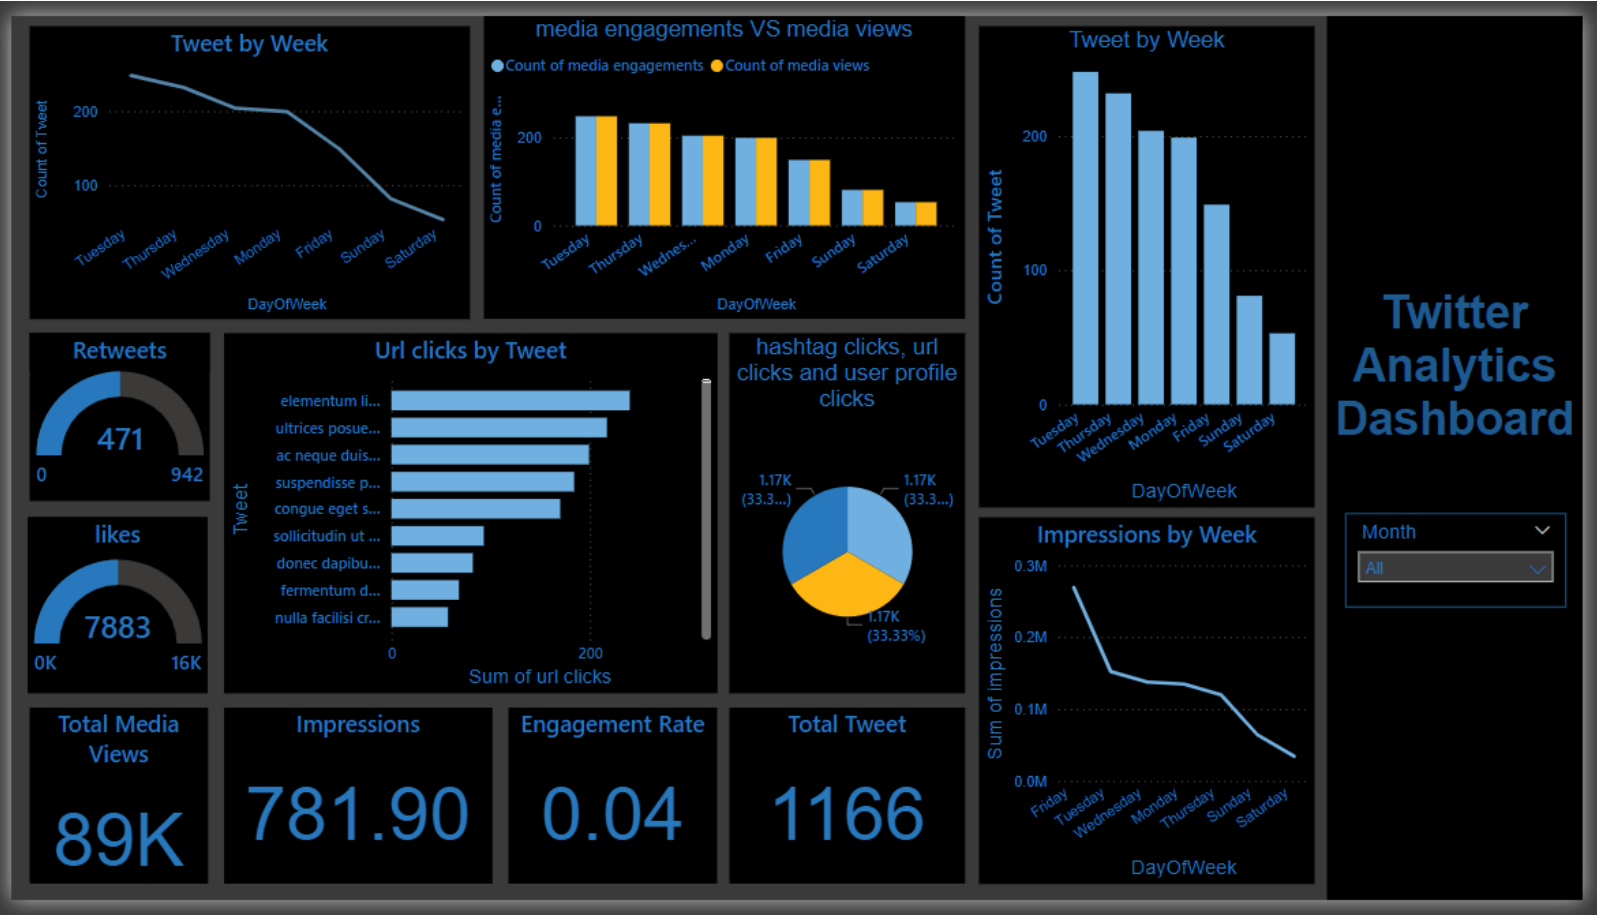 Tweet by Week
Count of Tweet
200
100
Tuesday
Thursday
Wednesday
Monday
Friday
Sunday
Saturday
DayOfWeek
media engagements VS media views
Count of media engagements
Count of media views
Count of media e...
200
0
Tuesday
Thursday
Wednes...
Monday
Friday
Sunday
Saturday
DayOfWeek
Tweet by Week
Count of Tweet
200
100
0
Tuesday
Thursday
Wednesday
Monday
Friday
Sunday
Saturday
DayOfWeek
Twitter
Analytics
Dashboard
Month
All
Retweets
471
0
942
likes
7883
0K
16K
Url clicks by Tweet
Tweet
elementum li...
ultrices posue...
ac neque duis...
suspendisse p...
congue eget s...
sollicitudin ut ...
donec dapibu...
fermentum d...
nulla facilisi cr...
0
200
Sum of url clicks
hashtag clicks, url
clicks and user profile
clicks
1.17K
(33.3...)
1.17K
(33.3...)
1.17K
(33.33%)
Impressions by Week
Sum of impressions
0.3M
0.2M
0.1M
0.0M
Friday
Tuesday
Wednesday
Monday
Thursday
Sunday
Saturday
DayOfWeek
Total Media
Views
89K
Impressions
781.90
Engagement Rate
0.04
Total Tweet
1166